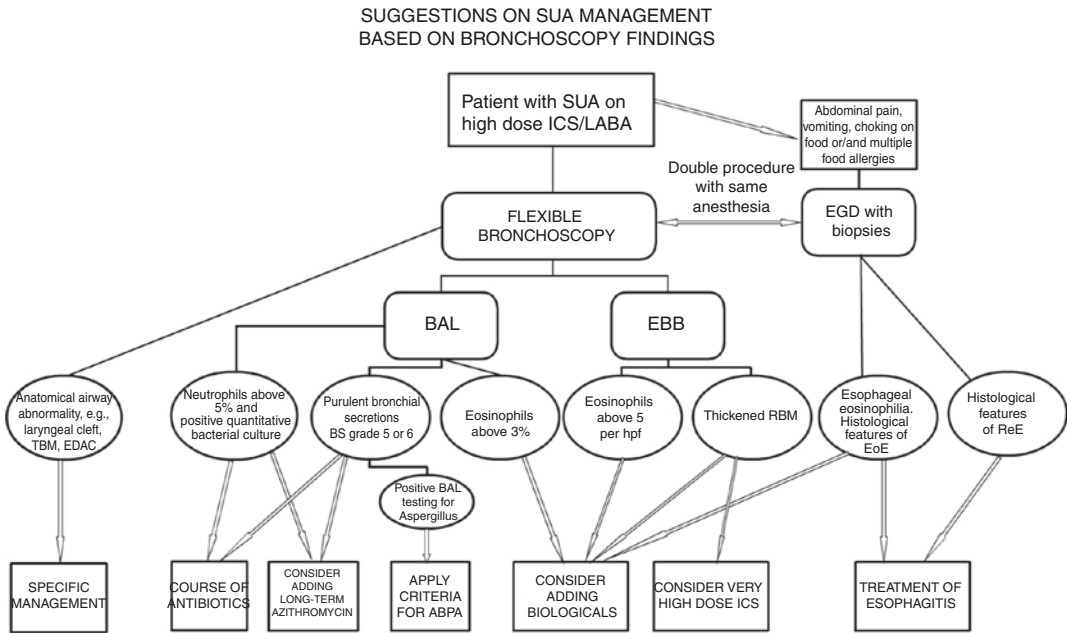 SUGGESTIONS ON SUA MANAGEMENT
BASED ON BRONCHOSCOPY FINDINGS
Patient with SUA on
high dose ICS/LABA
Abdominal pain,
vomiting, choking on
food or/and multiple
food allergies
Double procedure
with same
anesthesia
FLEXIBLE
BRONCHOSCOPY
EGD with
biopsies
BAL
EBB
Anatomical airway
abnormality, e.g.,
laryngeal cleft,
TBM, EDAC
Neutrophils above
5% and
positive quantitative
bacterial culture
Purulent bronchial
secretions
BS grade 5 or 6
Eosinophils
above 3%
Eosinophils
above 5
per hpf
Thickened RBM
Esophageal
eosinophilia.
Histological
features of
EoE
Histological
features
of ReE
Positive BAL
testing for
Aspergillus
SPECIFIC
MANAGEMENT
COURSE OF
ANTIBIOTICS
CONSIDER
ADDING
LONG-TERM
AZITHROMYCIN
APPLY
CRITERIA
FOR ABPA
CONSIDER
ADDING
BIOLOGICALS
CONSIDER VERY
HIGH DOSE ICS
TREATMENT OF
ESOPHAGITIS